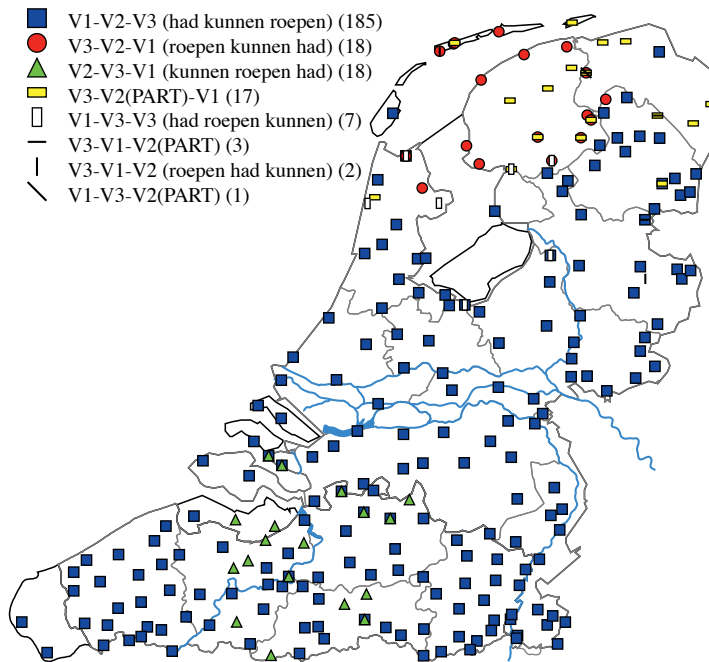 V1-V2-V3 (had kunnen roepen) (185)
V3-V2-V1 (roepen kunnen had) (18)
V2-V3-V1 (kunnen roepen had) (18)
V3-V2(PART)-V1 (17)
V1-V3-V3 (had roepen kunnen) (7)
V3-V1-V2(PART) (3)
V3-V1-V2 (roepen had kunnen) (2)
V1-V3-V2(PART) (1)